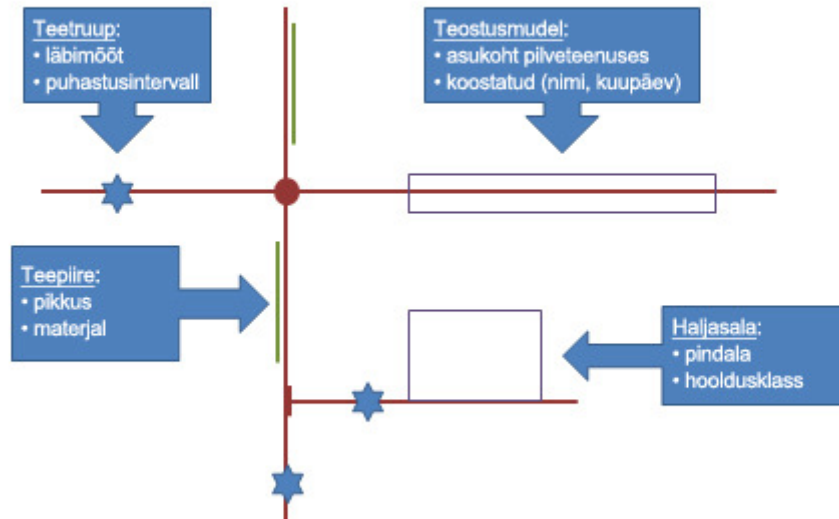 Teetruup:
• läbimõõt
• puhastusintervall
Teostusmudel:
• asukoht pilveteenuses
• koostatud (nimi, kuupäev)
Teepiire:
• pikkus
• materjal
Haljasala:
• pindala
• hooldusklass